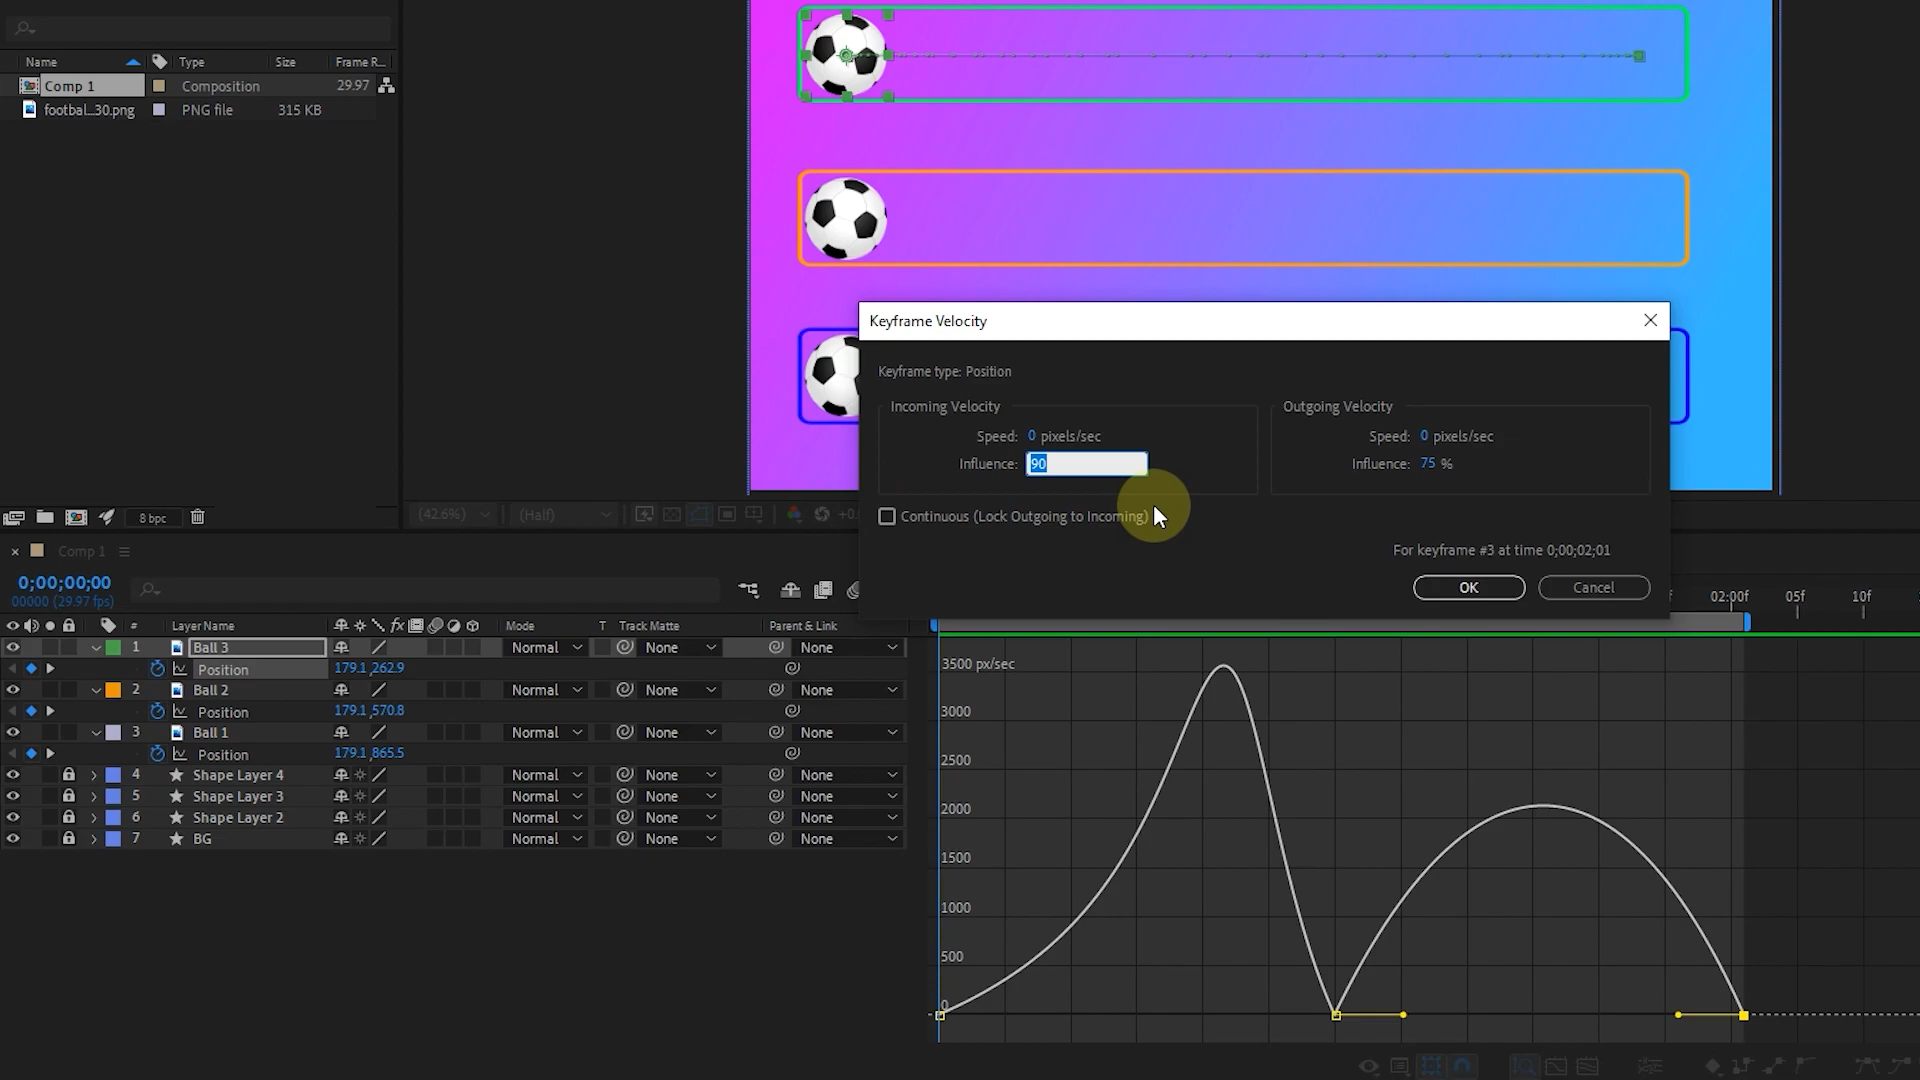 Name Type Size Frame R...
Comp 1 Composition 29.97
footbal...30.png PNG file 315 KB
8 bpc
(42.6%) (Half) +0.
Keyframe Velocity
Keyframe type: Position
Incoming Velocity
Speed: 0 pixels/sec
Influence: 90
Outgoing Velocity
Speed: 0 pixels/sec
Influence: 75 %
Continuous (Lock Outgoing to Incoming)
For keyframe #3 at time 0;00;02;01
OK Cancel
Comp 1
0;00;00;00
00000 (29.97 fps)
02:00f 05f 10f
# Layer Name fx Mode T Track Matte Parent & Link
1 Ball 3 Normal None None
Position 179.1,262.9
2 Ball 2 Normal None None
Position 179.1,570.8
3 Ball 1 Normal None None
Position 179.1,865.5
4 Shape Layer 4 Normal None None
5 Shape Layer 3 Normal None None
6 Shape Layer 2 Normal None None
7 BG Normal None None
3500 px/sec
3000
2500
2000
1500
1000
500
0